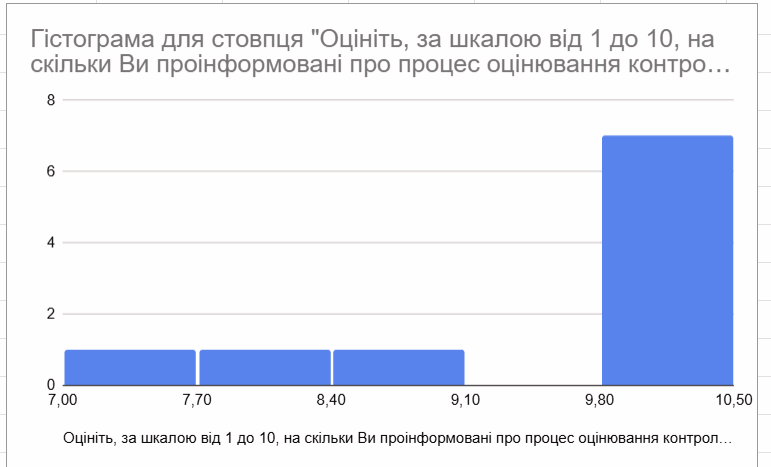 Гістограма для стовпця "Оцініть, за шкалою від 1 до 10, на
скільки Ви проінформовані про процес оцінювання контро…
8
6
4
2
0
7,00 7,70 8,40 9,10 9,80 10,50
Оцініть, за шкалою від 1 до 10, на скільки Ви проінформовані про процес оцінювання контрол…